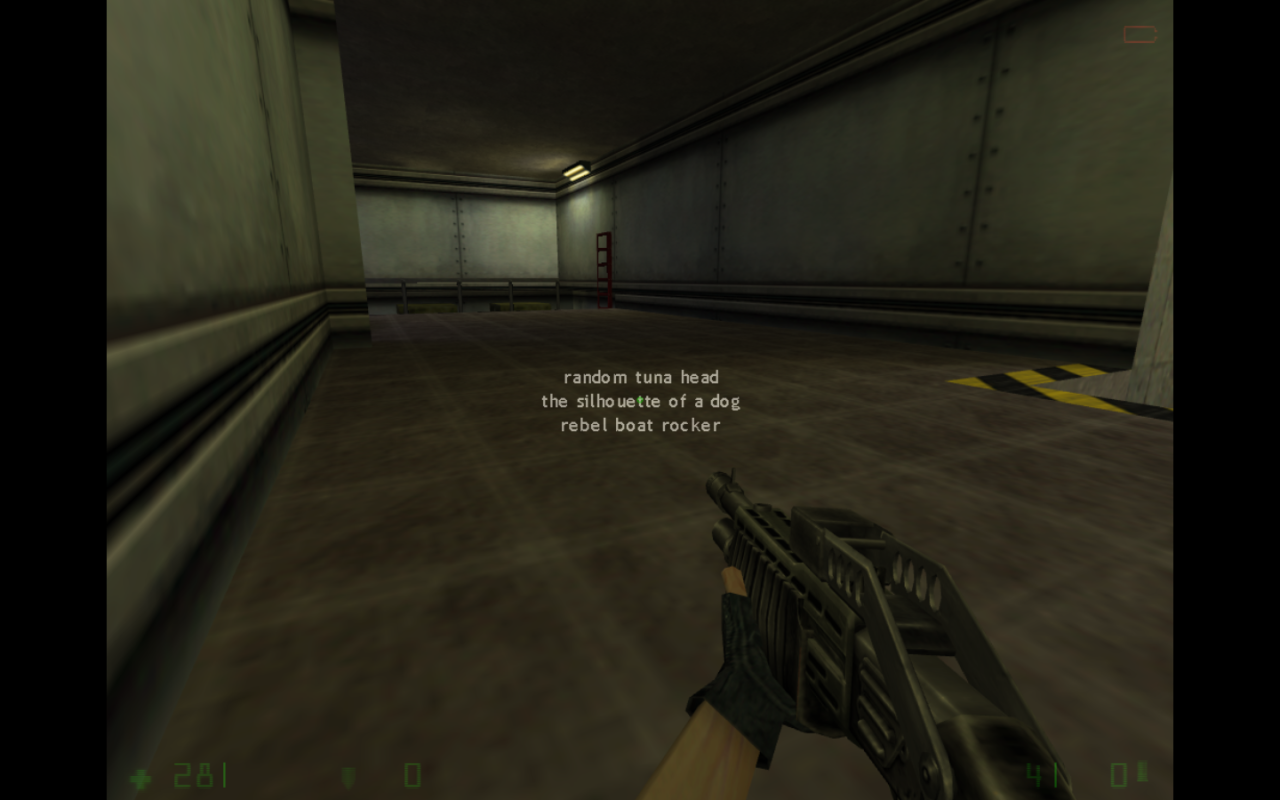 random tuna head
the silhouette of a dog
rebel boat rocker
281 0 41 0